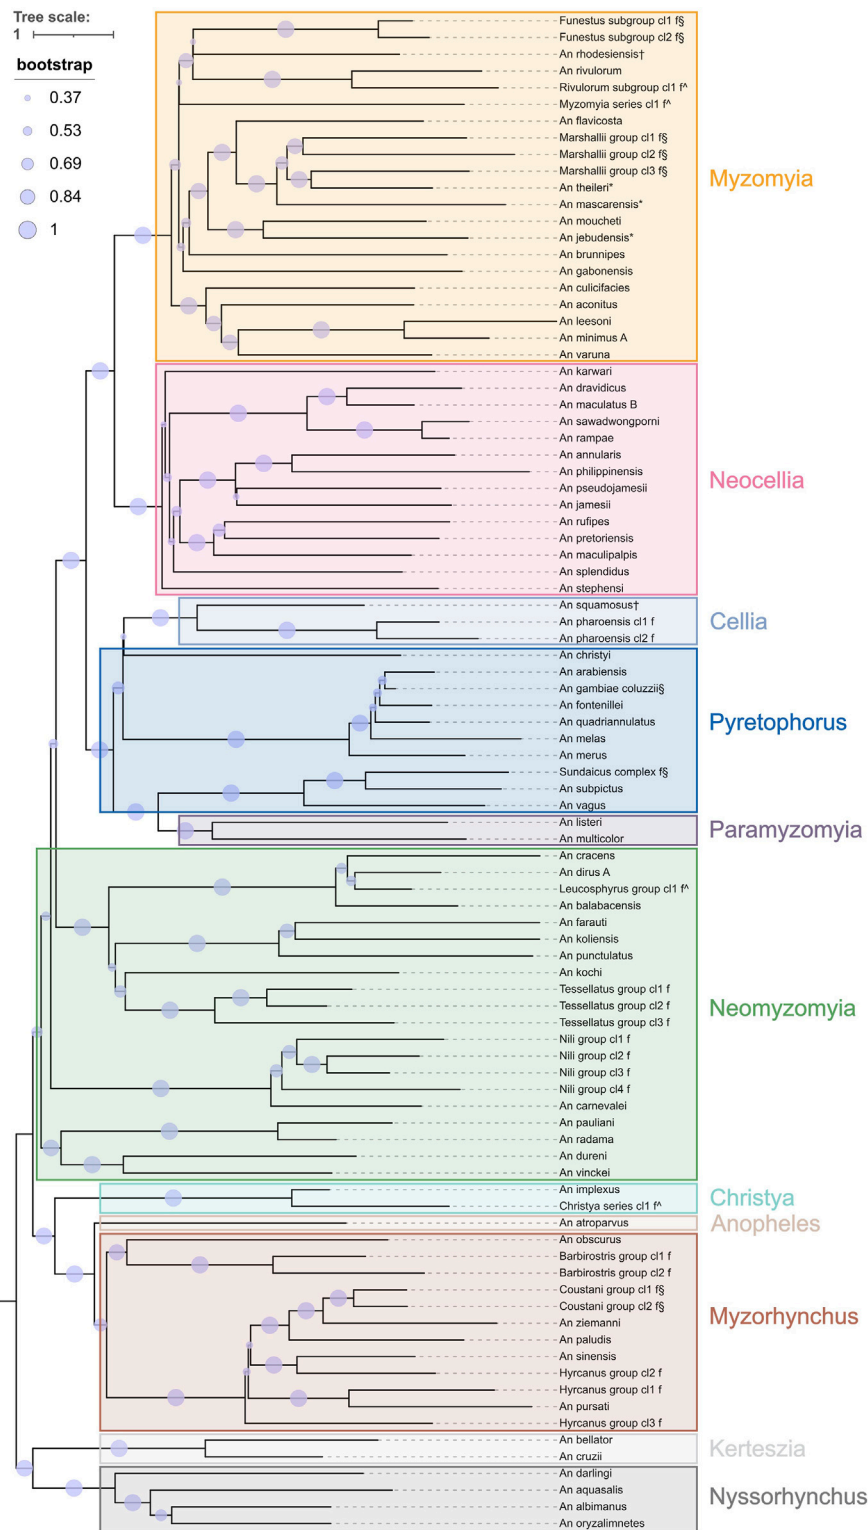 Tree scale:
1
bootstrap
0.37
0.53
0.69
0.84
1
Funestus subgroup cl1 f§
Funestus subgroup cl2 f§
An rhodesiensis†
An rivulorum
Rivulorum subgroup cl1 f^
Myzomyia series cl1 f^
An flavicosta
Marshallii group cl1 f§
Marshallii group cl2 f§
Marshallii group cl3 f§
An theileri*
An mascarensis*
An moucheti
An jebudensis*
An brunnipes
An gabonensis
An culicifacies
An aconitus
An leesoni
An minimus A
An varuna
Myzomyia
An karwari
An dravidicus
An maculatus B
An sawadwongporni
An rampae
An annularis
An philippinensis
An pseudojamesii
An jamesii
An rufipes
An pretoriensis
An maculipalpis
An splendidus
An stephensi
Neocellia
An squamosus†
An pharoensis cl1 f
An pharoensis cl2 f
Cellia
An christyi
An arabiensis
An gambiae coluzzii§
An fontenillei
An quadriannulatus
An melas
An merus
Sundaicus complex f§
An subpictus
An vagus
Pyretophorus
An listeri
An multicolor
Paramyzomyia
An cracens
An dirus A
Leucosphyrus group cl1 f^
An balabacensis
An farauti
An koliensis
An punctulatus
An kochi
Tessellatus group cl1 f
Tessellatus group cl2 f
Tessellatus group cl3 f
Nili group cl1 f
Nili group cl2 f
Nili group cl3 f
Nili group cl4 f
An carnevalei
An pauliani
An radama
An dureni
An vinckei
Neomyzomyia
An implexus
Christya series cl1 f^
Christya
An atroparvus
Anopheles
An obscurus
Barbirostris group cl1 f
Barbirostris group cl2 f
Coustani group cl1 f§
Coustani group cl2 f§
An ziemanni
An paludis
An sinensis
Hyrcanus group cl2 f
Hyrcanus group cl1 f
An pursati
Hyrcanus group cl3 f
Myzorhynchus
An bellator
An cruzii
Kerteszia
An darlingi
An aquasalis
An albimanus
An oryzalimnetes
Nyssorhynchus